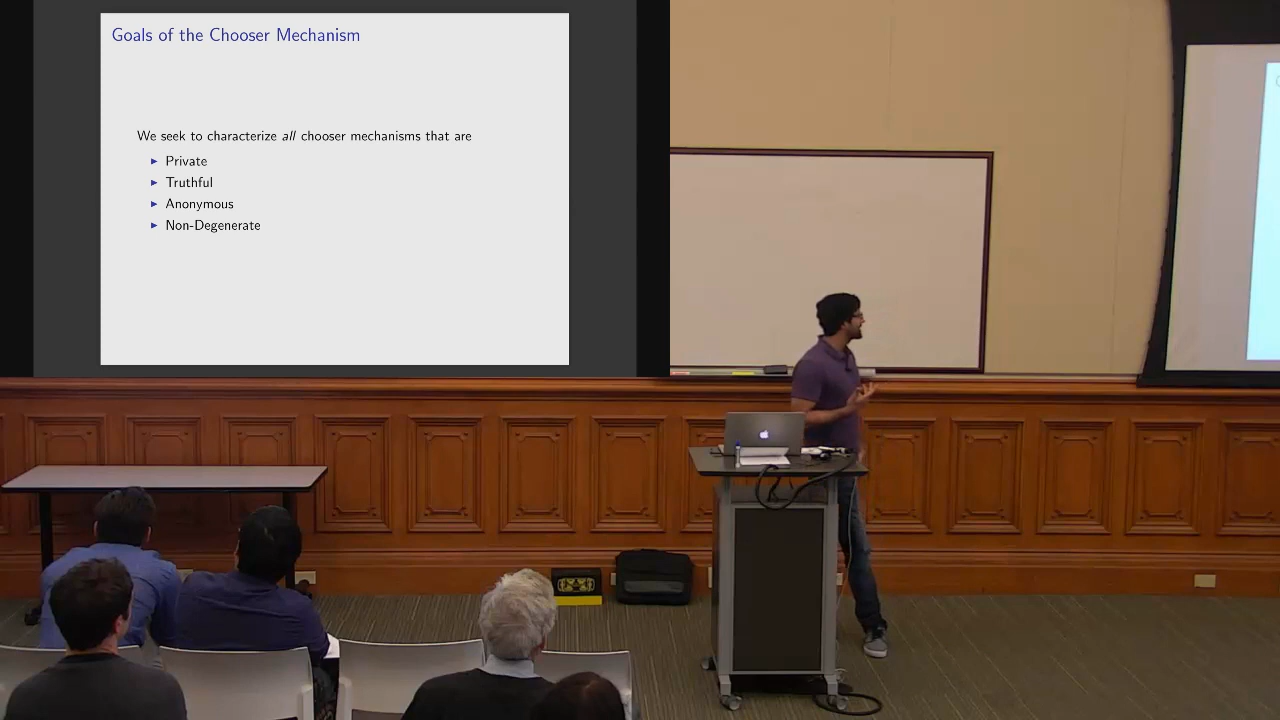 Goals of the Chooser Mechanism
We seek to characterize all chooser mechanisms that are
Private
Truthful
Anonymous
Non-Degenerate